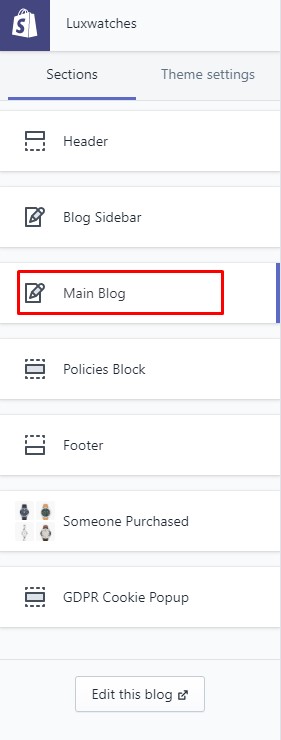 Luxwatches
Sections Theme settings
Header
Blog Sidebar
Main Blog
Policies Block
Footer
Someone Purchased
GDPR Cookie Popup
Edit this blog